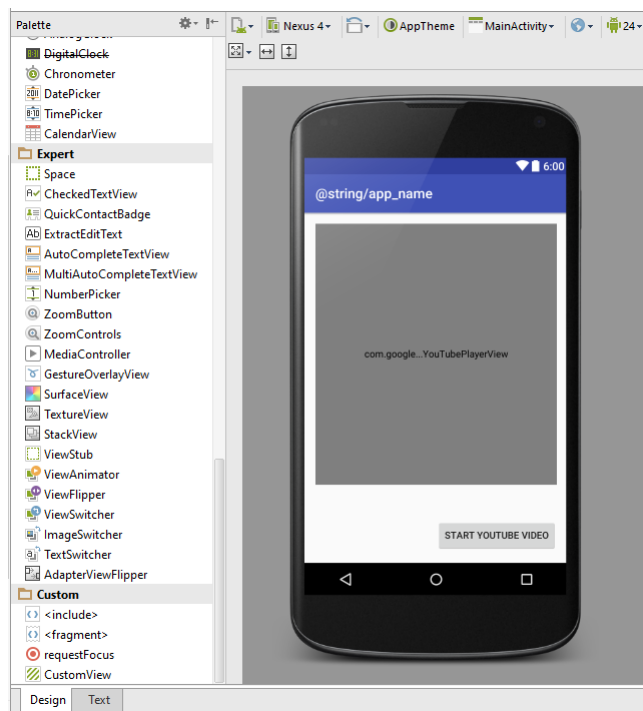 Palette
AnalogClock
DigitalClock
Chronometer
DatePicker
TimePicker
CalendarView
Expert
Space
CheckedTextView
QuickContactBadge
ExtractEditText
AutoCompleteTextView
MultiAutoCompleteTextView
NumberPicker
ZoomButton
ZoomControls
MediaController
GestureOverlayView
SurfaceView
TextureView
StackView
ViewStub
ViewAnimator
ViewFlipper
ViewSwitcher
ImageSwitcher
TextSwitcher
AdapterViewFlipper
Custom
<include>
<fragment>
requestFocus
CustomView
Design Text
Nexus 4 AppTheme MainActivity 24
6:00
@string/app_name
com.google...YouTubePlayerView
START YOUTUBE VIDEO